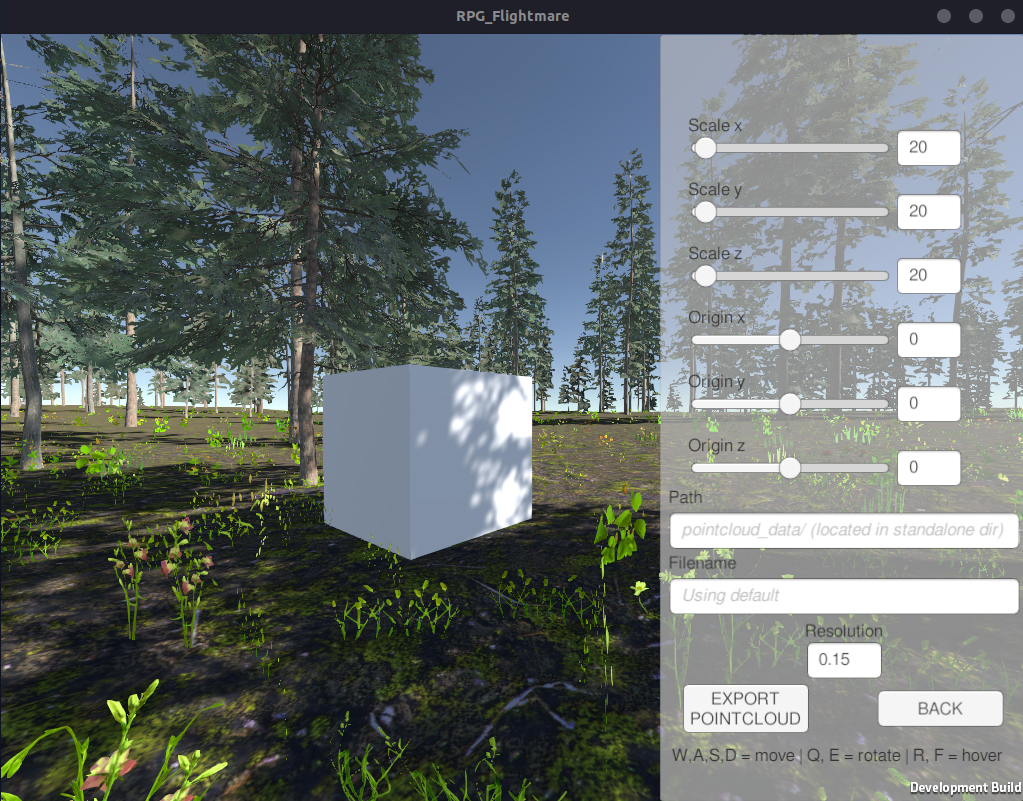 RPG_Flightmare
Scale x
20
Scale y
20
Scale z
20
Origin x
0
Origin y
0
Origin z
0
Path
pointcloud_data/ (located in standalone dir)
Filename
Using default
Resolution
0.15
EXPORT
POINTCLOUD
BACK
W,A,S,D = move | Q, E = rotate | R, F = hover
Development Build